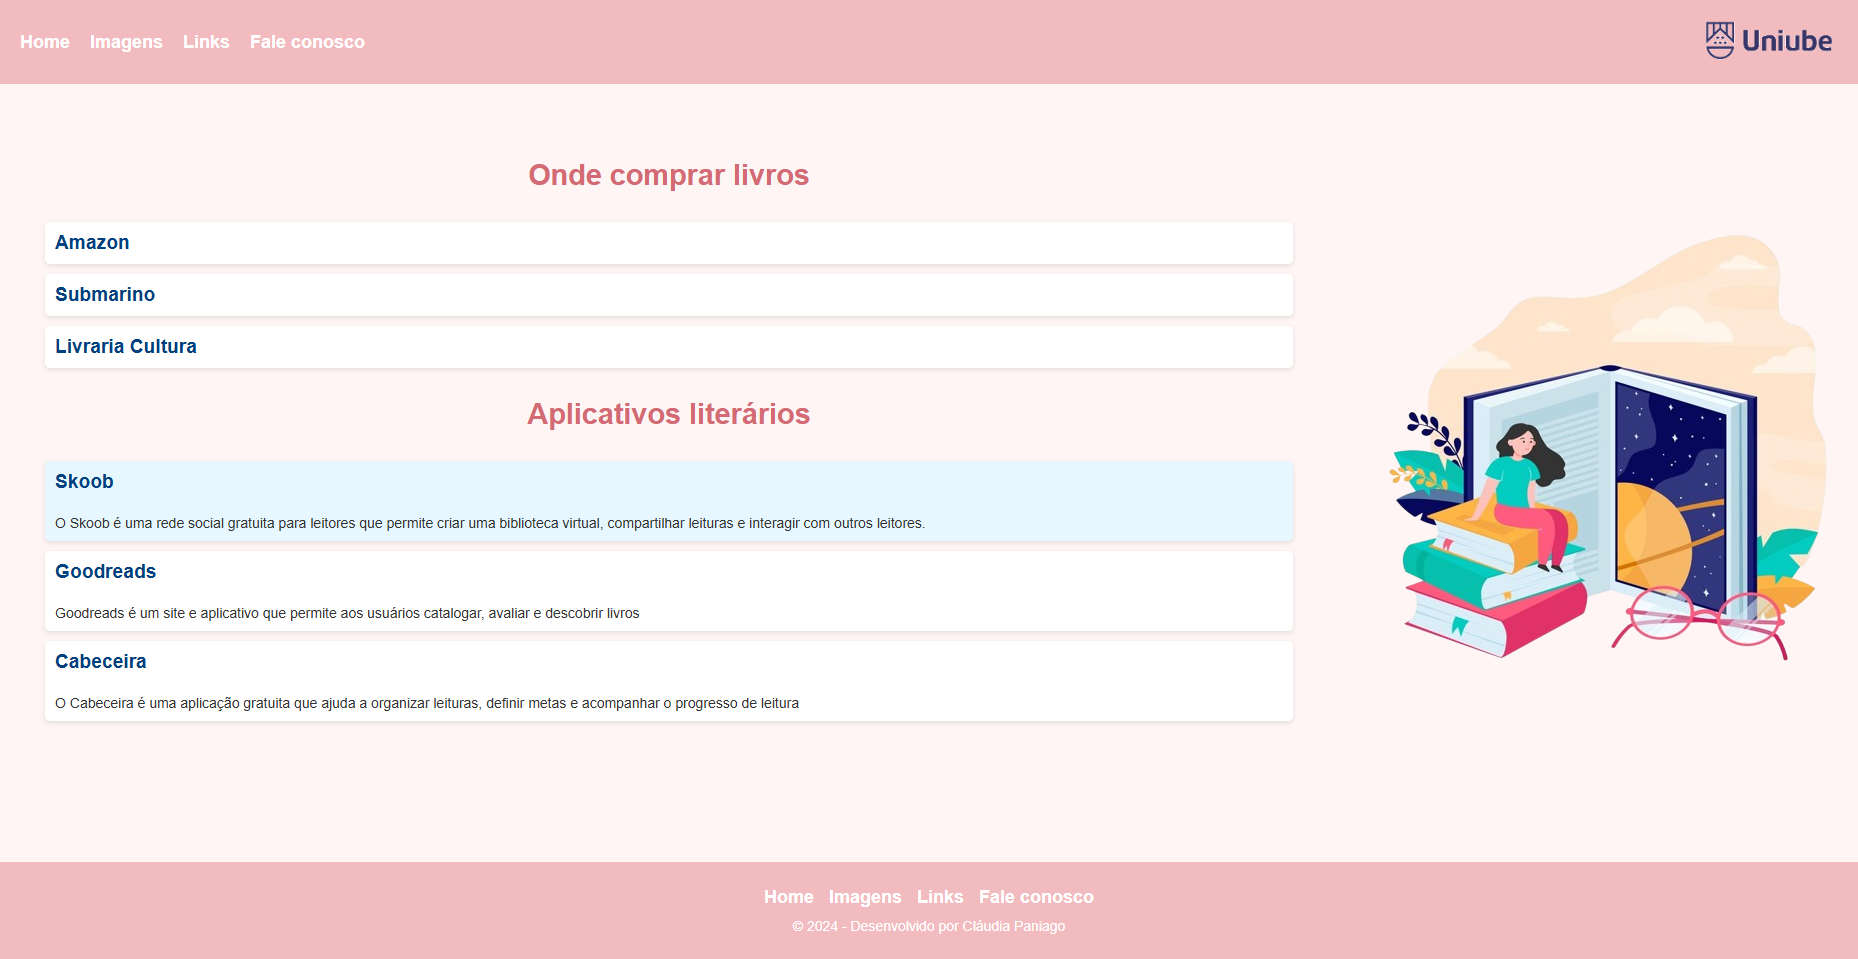 Home Imagens Links Fale conosco
Uniube
Onde comprar livros
Amazon
Submarino
Livraria Cultura
Aplicativos literários
Skoob
O Skoob é uma rede social gratuita para leitores que permite criar uma biblioteca virtual, compartilhar leituras e interagir com outros leitores.
Goodreads
Goodreads é um site e aplicativo que permite aos usuários catalogar, avaliar e descobrir livros
Cabeceira
O Cabeceira é uma aplicação gratuita que ajuda a organizar leituras, definir metas e acompanhar o progresso de leitura
Home Imagens Links Fale conosco
© 2024 - Desenvolvido por Cláudia Paniago